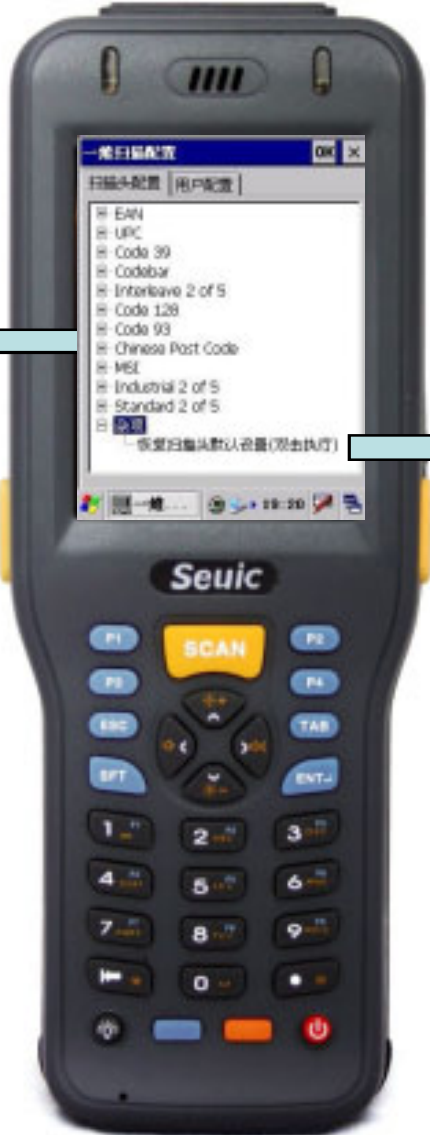 一维扫描配置 OK ×
扫描头配置 用户配置
EAN
UPC
Code 39
Codebar
Interleave 2 of 5
Code 128
Code 93
Chinese Post Code
MSI
Industrial 2 of 5
Standard 2 of 5
杂项
恢复扫描头默认设置(双击执行)
一维... 19:20
Seuic
P1 SCAN P2
P3 P4
ESC TAB
SFT ENT
1 2 3
4 5 6
7 8 9
0 •